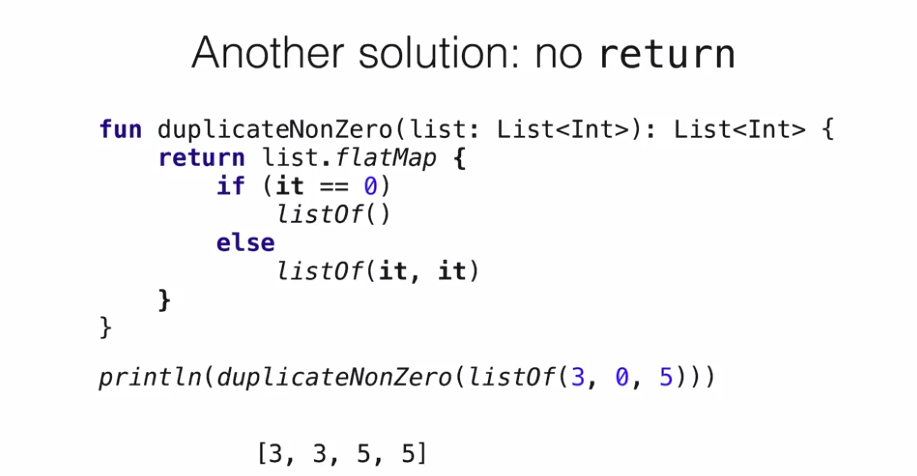 Another solution: no return
fun duplicateNonZero(list: List<Int>): List<Int> {
    return list.flatMap {
        if (it == 0)
            listOf()
        else
            listOf(it, it)
    }
}
println(duplicateNonZero(listOf(3, 0, 5)))
[3, 3, 5, 5]